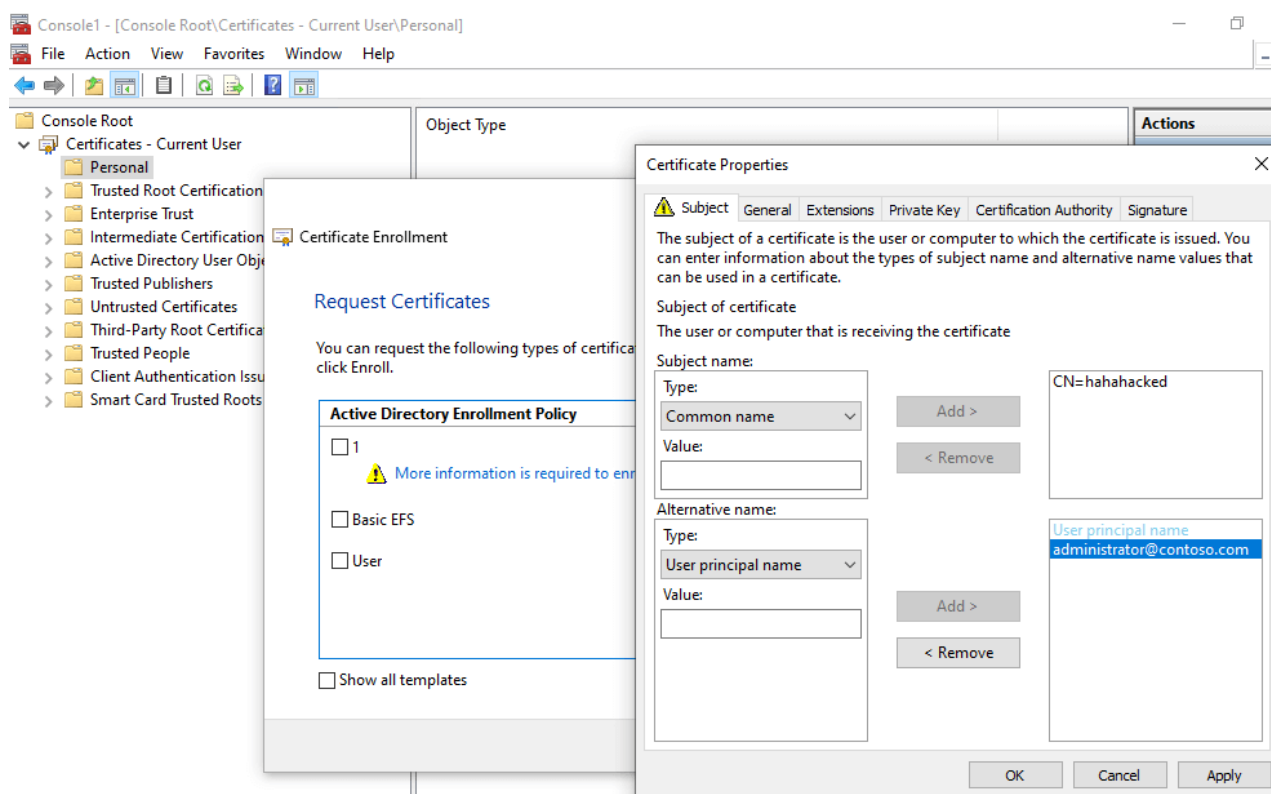 Console1 - [Console Root\Certificates - Current User\Personal]
File Action View Favorites Window Help
Console Root
Certificates - Current User
Personal
Trusted Root Certification
Enterprise Trust
Intermediate Certification
Active Directory User Obje
Trusted Publishers
Untrusted Certificates
Third-Party Root Certifica
Trusted People
Client Authentication Issu
Smart Card Trusted Roots
Object Type
Actions
Certificate Enrollment
Request Certificates
You can request the following types of certifica
click Enroll.
Active Directory Enrollment Policy
1
More information is required to enr
Basic EFS
User
Show all templates
Certificate Properties
Subject General Extensions Private Key Certification Authority Signature
The subject of a certificate is the user or computer to which the certificate is issued. You
can enter information about the types of subject name and alternative name values that
can be used in a certificate.
Subject of certificate
The user or computer that is receiving the certificate
Subject name:
Type:
Common name
Value:
Add >
< Remove
CN=hahahacked
Alternative name:
Type:
User principal name
Value:
Add >
< Remove
User principal name
administrator@contoso.com
OK Cancel Apply